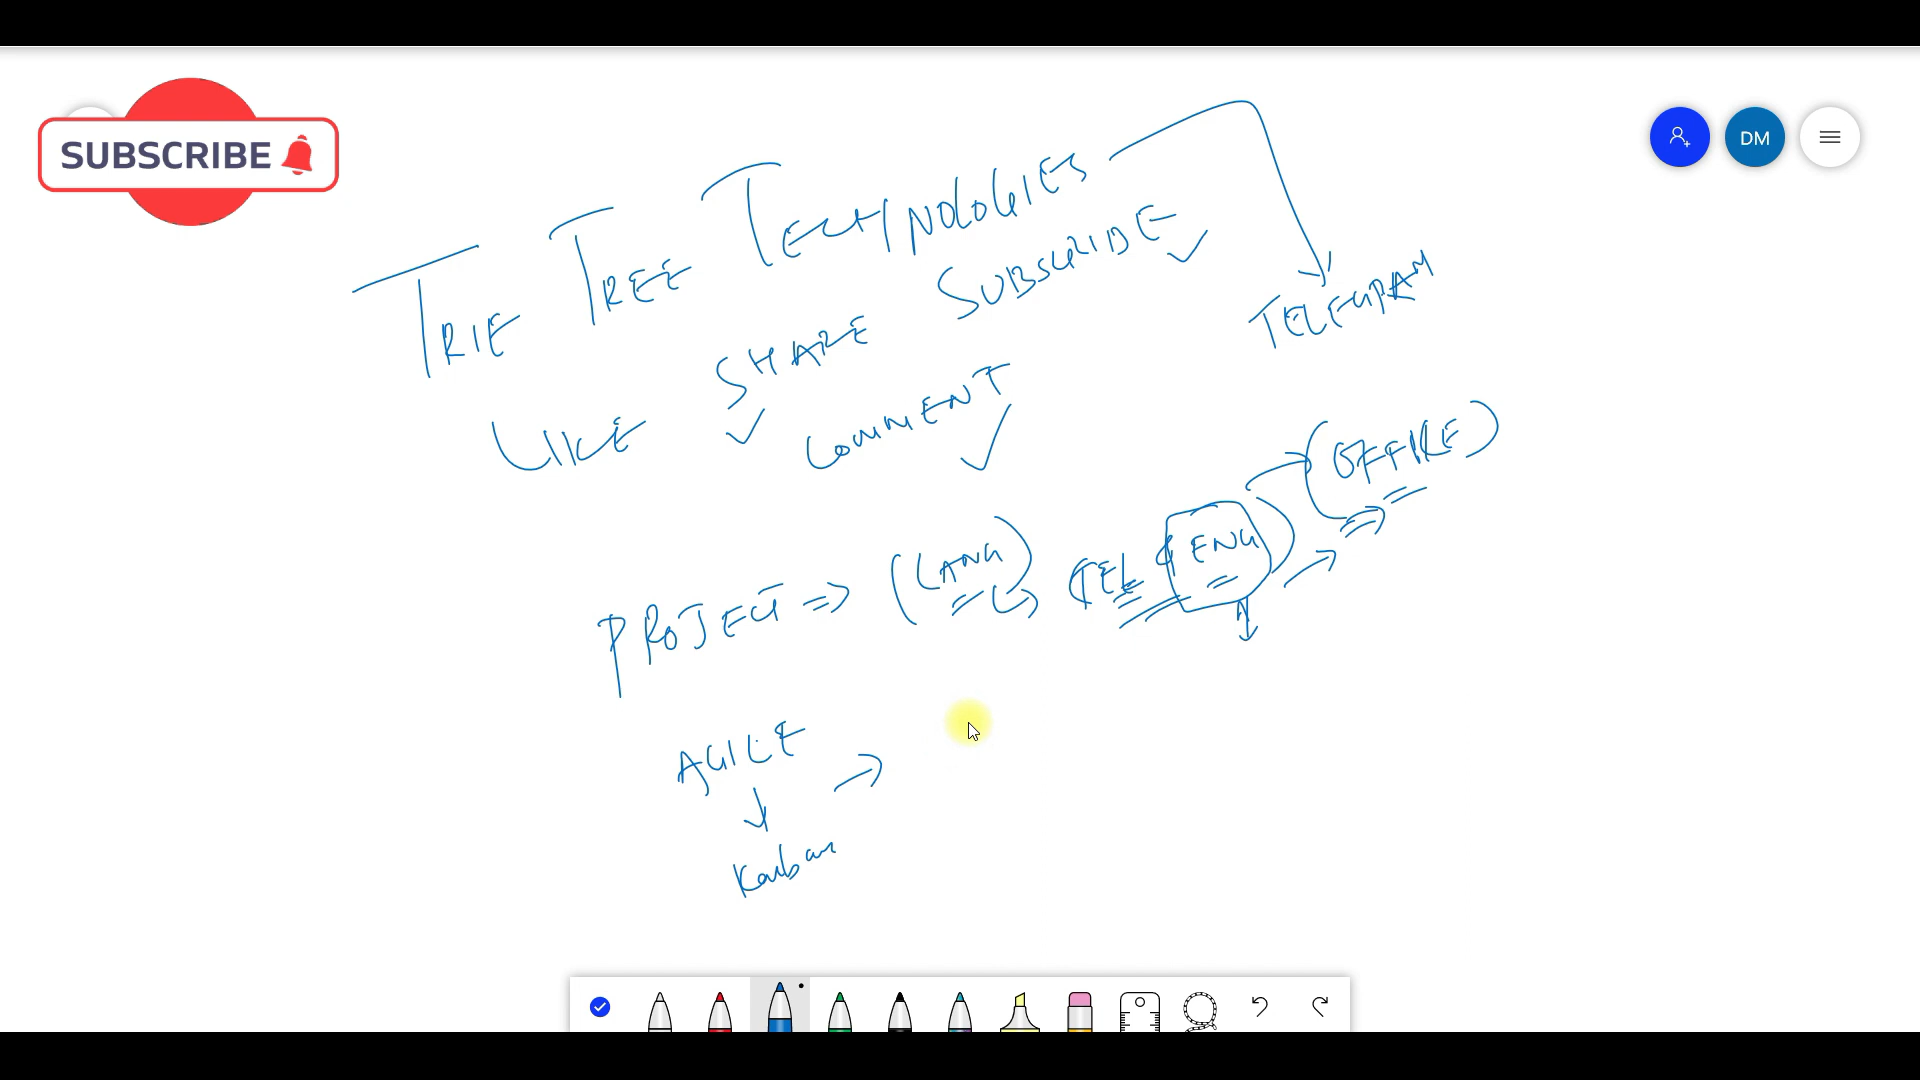 SUBSCRIBE
DM
TRIE TREE TECHNOLOGIES
LIKE SHARE SUBSCRIBE
COMMENT
TELEGRAM
PROJECT => (LANG) (TEL (ENG) (OFFICE)
AGILE
Kanban